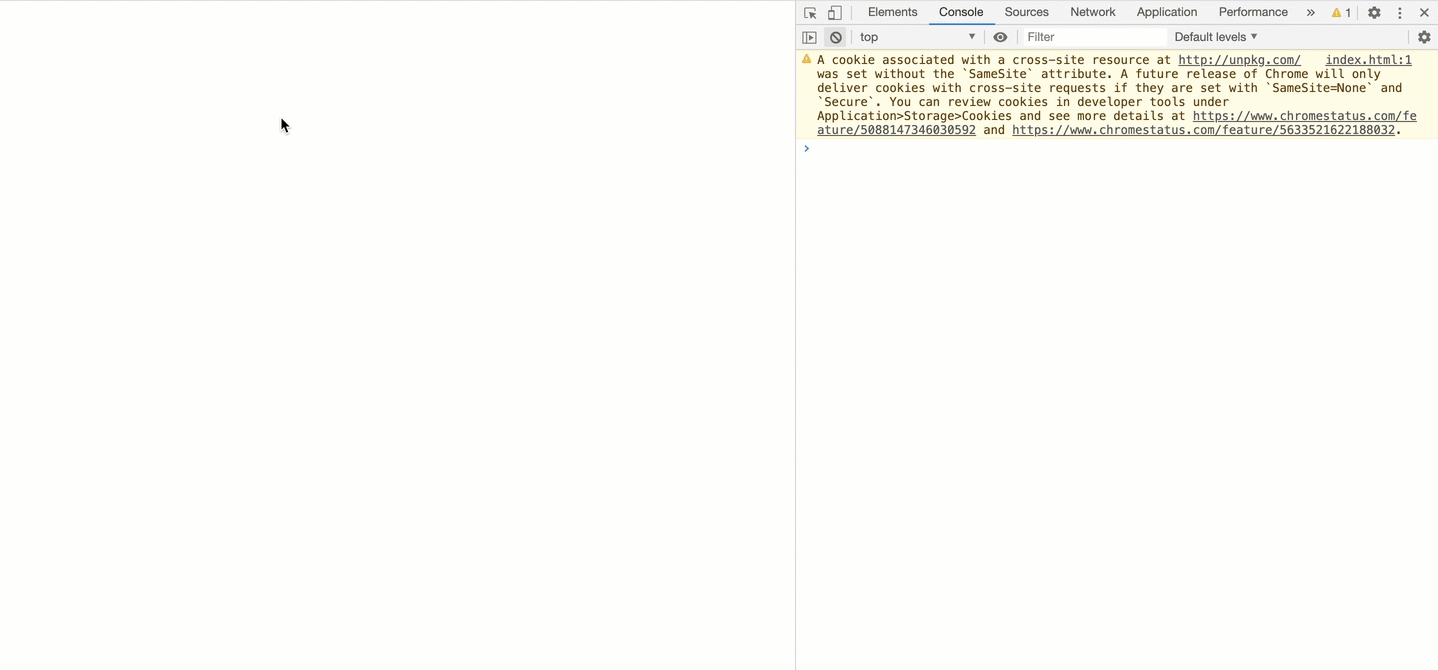 Elements Console Sources Network Application Performance » 1
top Filter Default levels
A cookie associated with a cross-site resource at http://unpkg.com/ index.html:1
was set without the `SameSite` attribute. A future release of Chrome will only
deliver cookies with cross-site requests if they are set with `SameSite=None` and
`Secure`. You can review cookies in developer tools under
Application>Storage>Cookies and see more details at https://www.chromestatus.com/fe
ature/5088147346030592 and https://www.chromestatus.com/feature/5633521622188032.